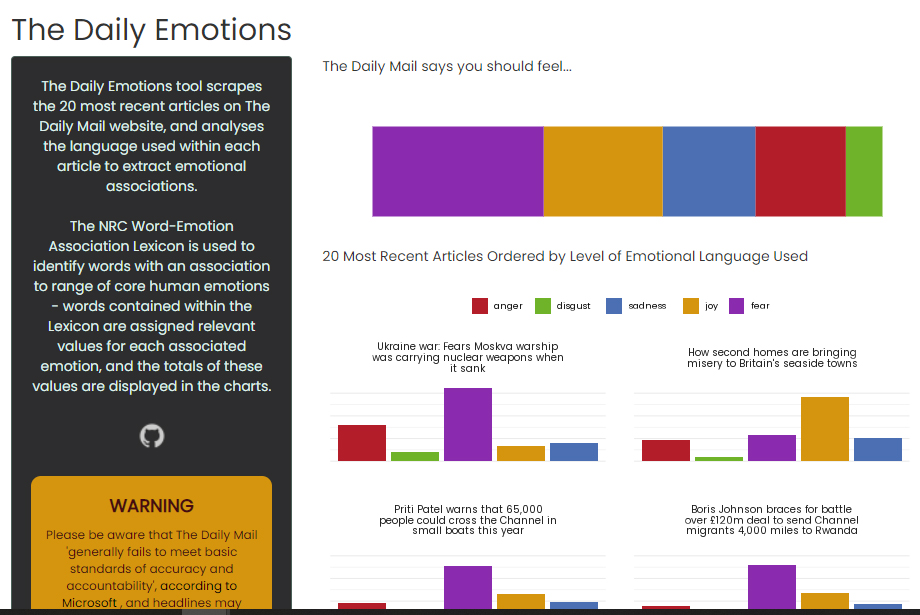 The Daily Emotions
The Daily Emotions tool scrapes
the 20 most recent articles on The
Daily Mail website, and analyses
the language used within each
article to extract emotional
associations.
The NRC Word-Emotion
Association Lexicon is used to
identify words with an association
to range of core human emotions
- words contained within the
Lexicon are assigned relevant
values for each associated
emotion, and the totals of these
values are displayed in the charts.
WARNING
Please be aware that The Daily Mail
'generally fails to meet basic
standards of accuracy and
accountability', according to
Microsoft , and headlines may
The Daily Mail says you should feel...
20 Most Recent Articles Ordered by Level of Emotional Language Used
anger disgust sadness joy fear
Ukraine war: Fears Moskva warship
was carrying nuclear weapons when
it sank
How second homes are bringing
misery to Britain's seaside towns
Priti Patel warns that 65,000
people could cross the Channel in
small boats this year
Boris Johnson braces for battle
over £120m deal to send Channel
migrants 4,000 miles to Rwanda